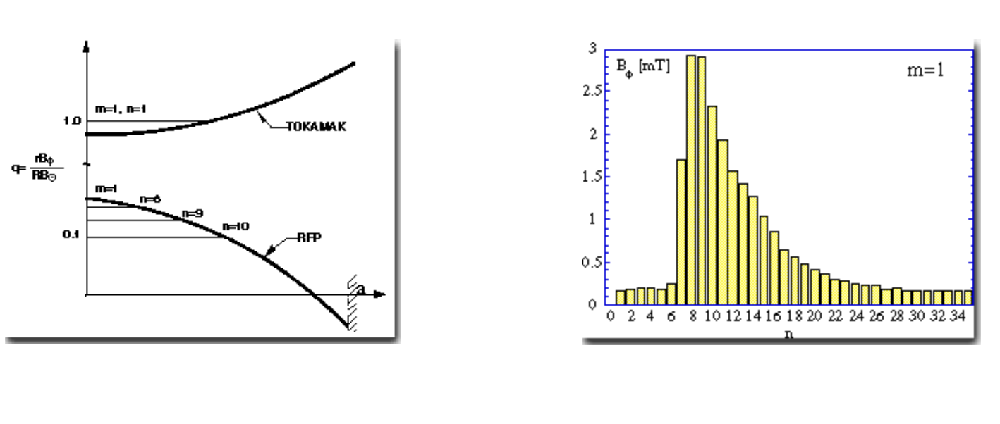 m=1, n=1
1.0
TOKAMAK
q= rBϕ
RB⊙
m=1
n=8
n=9
n=10
0.1
RFP
a
3
Bϕ [mT]
m=1
2.5
2
1.5
1
0.5
0
0 2 4 6 8 10 12 14 16 18 20 22 24 26 28 30 32 34
n